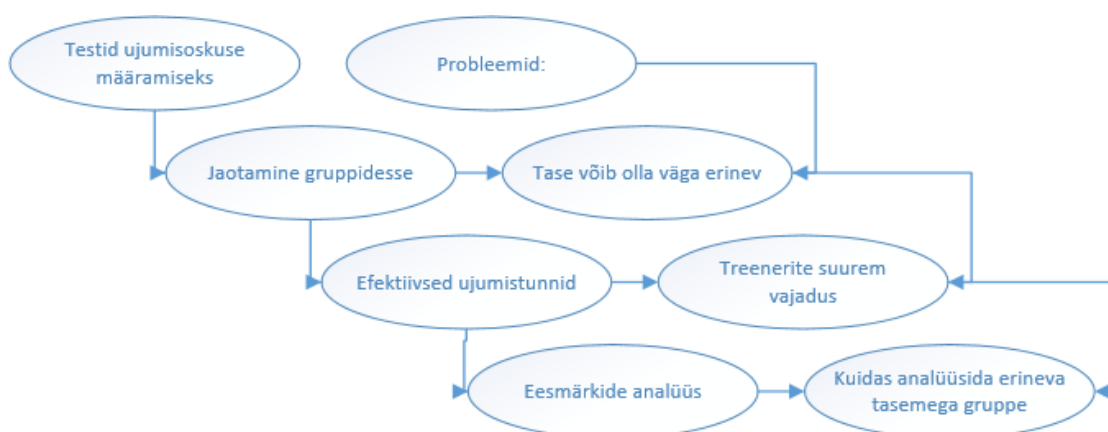 Testid ujumisoskuse
määramiseks
Probleemid:
Jaotamine gruppidesse
Tase võib olla väga erinev
Efektiivsed ujumistunnid
Treenerite suurem
vajadus
Eesmärkide analüüs
Kuidas analüüsida erineva
tasemega gruppe